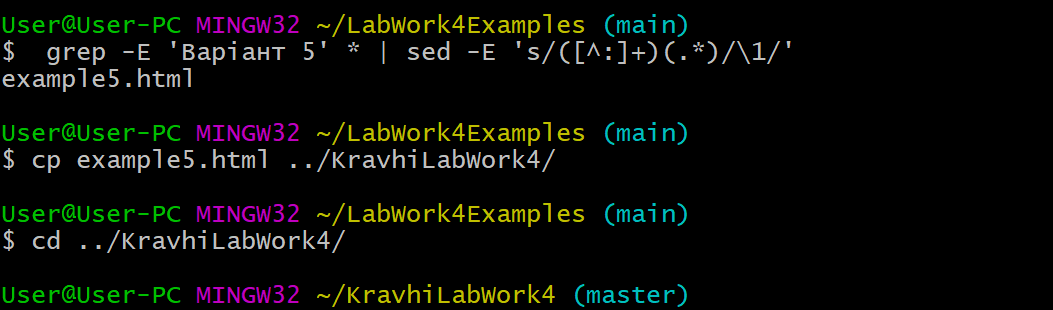 User@User-PC MINGW32 ~/LabWork4Examples (main)
$  grep -E 'Варіант 5' * | sed -E 's/([^:]+)(.*)/\1/'
example5.html
User@User-PC MINGW32 ~/LabWork4Examples (main)
$ cp example5.html ../KravhiLabWork4/
User@User-PC MINGW32 ~/LabWork4Examples (main)
$ cd ../KravhiLabWork4/
User@User-PC MINGW32 ~/KravhiLabWork4 (master)